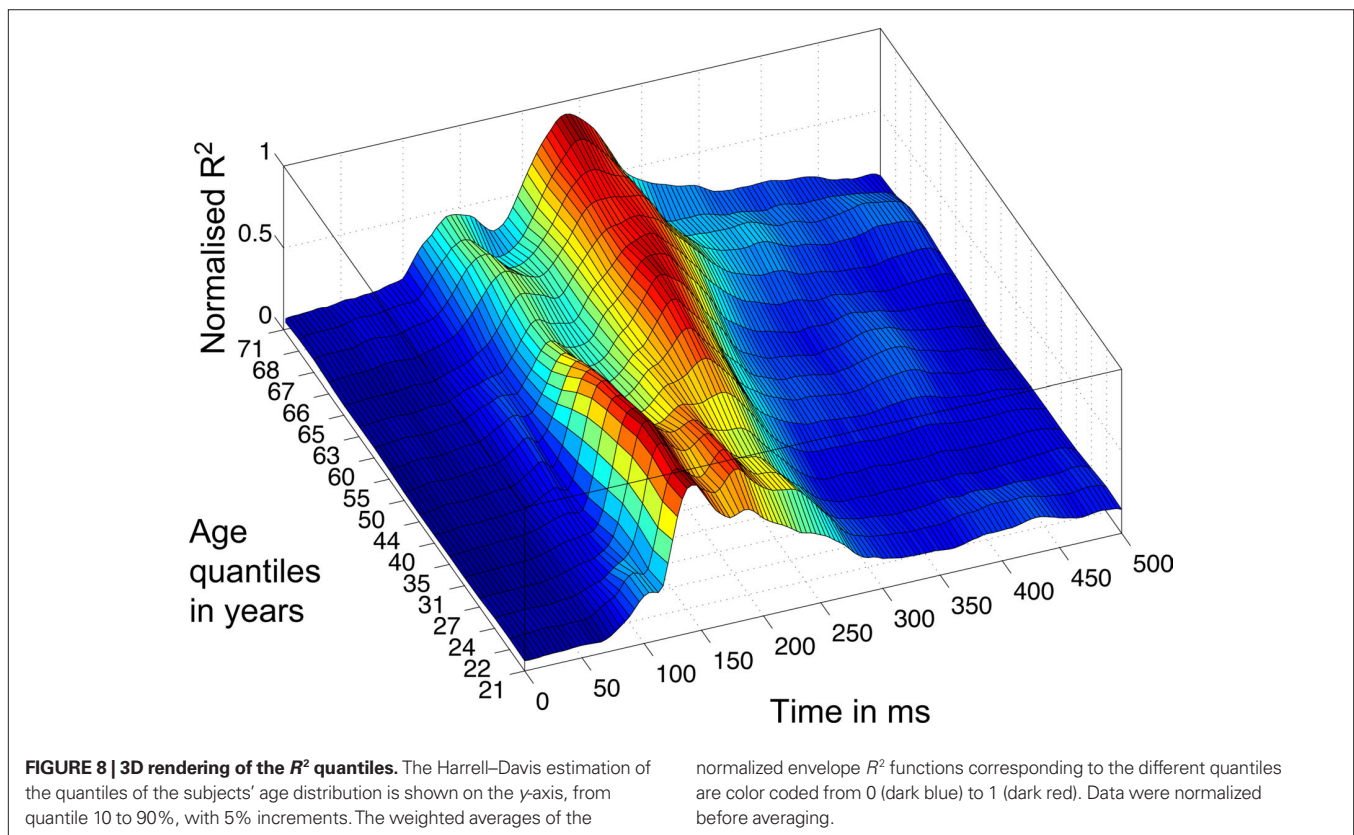 1
0.5
0
Normalised R²
71
68
67
66
65
63
60
55
50
44
40
35
31
27
24
22
21
Age
quantiles
in years
0
50
100
150
200
250
300
350
400
450
500
Time in ms
FIGURE 8 | 3D rendering of the R² quantiles. The Harrell–Davis estimation of
the quantiles of the subjects' age distribution is shown on the y-axis, from
quantile 10 to 90%, with 5% increments. The weighted averages of the
normalized envelope R² functions corresponding to the different quantiles
are color coded from 0 (dark blue) to 1 (dark red). Data were normalized
before averaging.